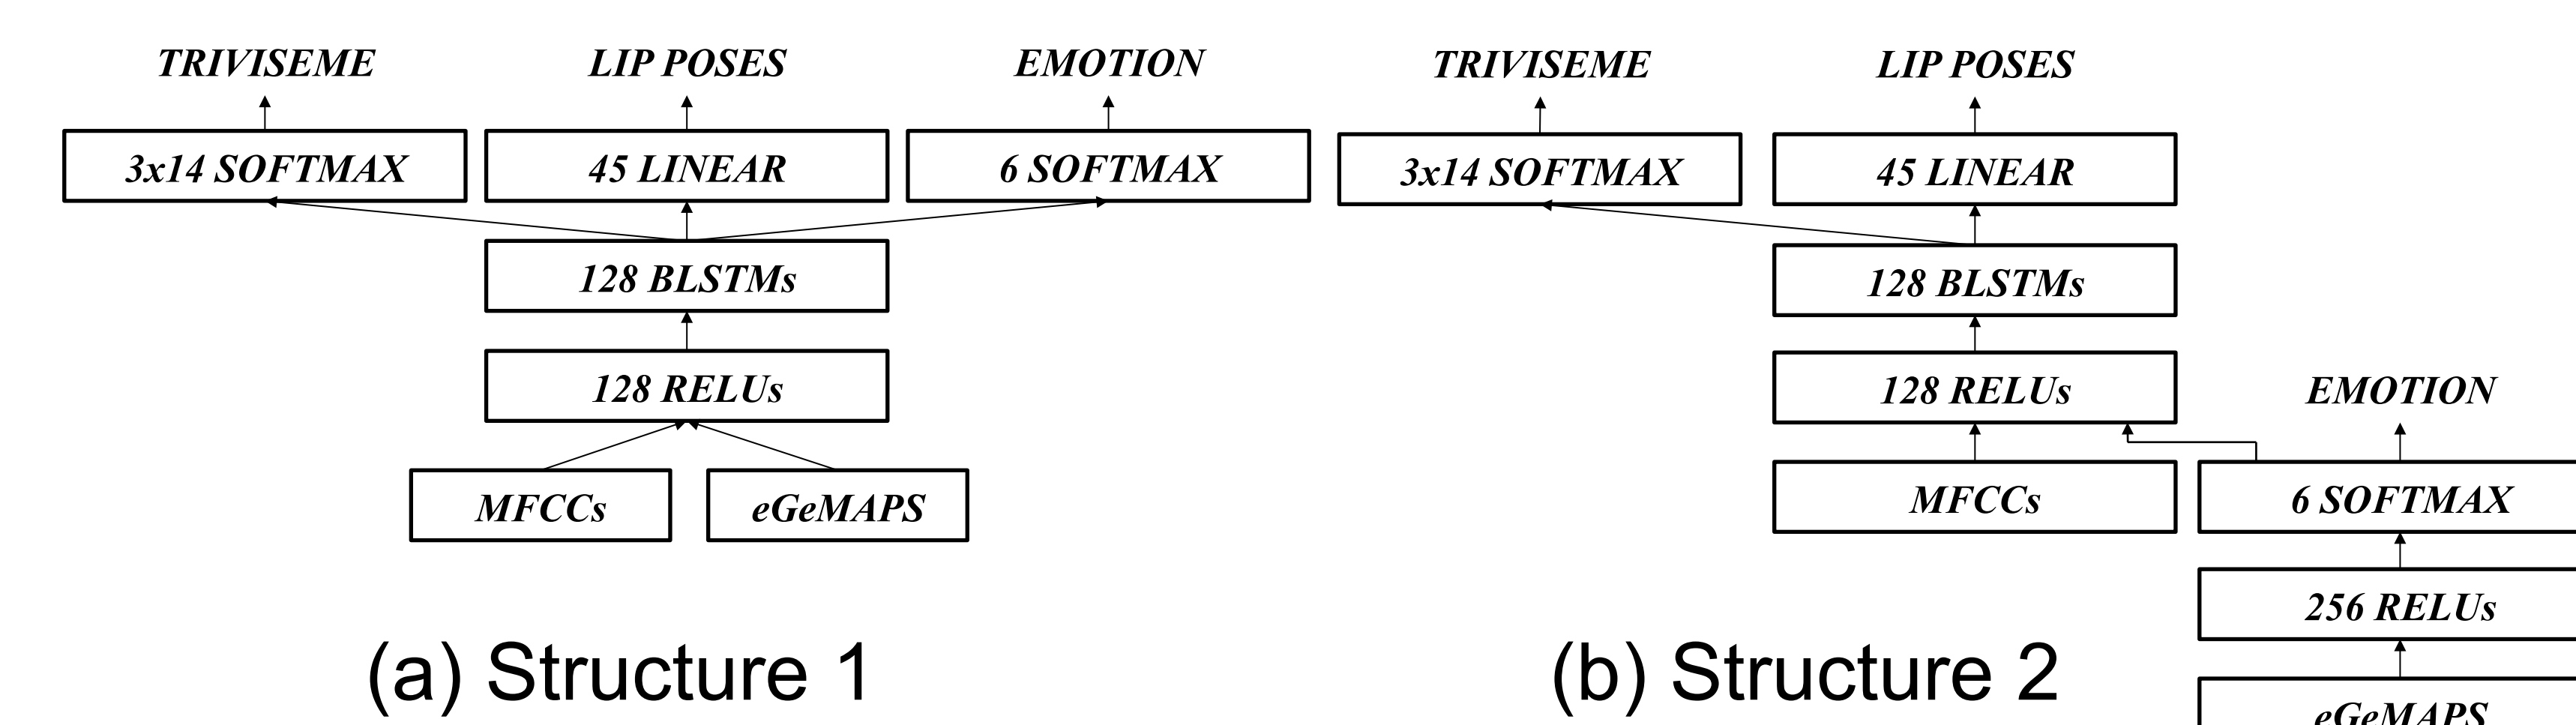 TRIVISEME
LIP POSES
EMOTION
3x14 SOFTMAX
45 LINEAR
6 SOFTMAX
128 BLSTMs
128 RELUs
MFCCs
eGeMAPS
(a) Structure 1
TRIVISEME
LIP POSES
3x14 SOFTMAX
45 LINEAR
128 BLSTMs
128 RELUs
EMOTION
MFCCs
6 SOFTMAX
256 RELUs
eGeMAPS
(b) Structure 2